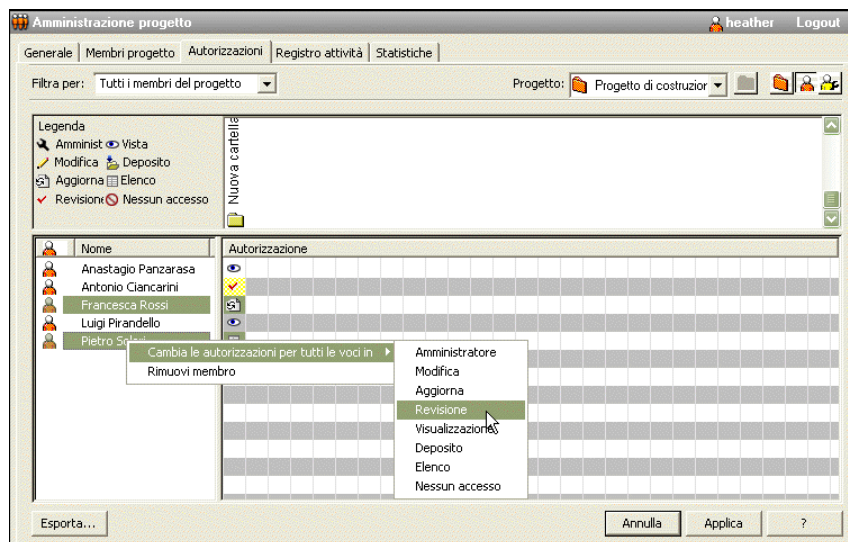 Amministrazione progetto
heather Logout
Generale Membri progetto Autorizzazioni Registro attività Statistiche
Filtra per: Tutti i membri del progetto
Progetto: Progetto di costruzior
Legenda
Amminist Vista
Modifica Deposito
Aggiorna Elenco
Revisione Nessun accesso
Nuova cartella
Nome Autorizzazione
Anastagio Panzarasa
Antonio Ciancarini
Francesca Rossi
Luigi Pirandello
Pietro
Cambia le autorizzazioni per tutti le voci in
Rimuovi membro
Amministratore
Modifica
Aggiorna
Revisione
Visualizzazione
Deposito
Elenco
Nessun accesso
Esporta... Annulla Applica ?